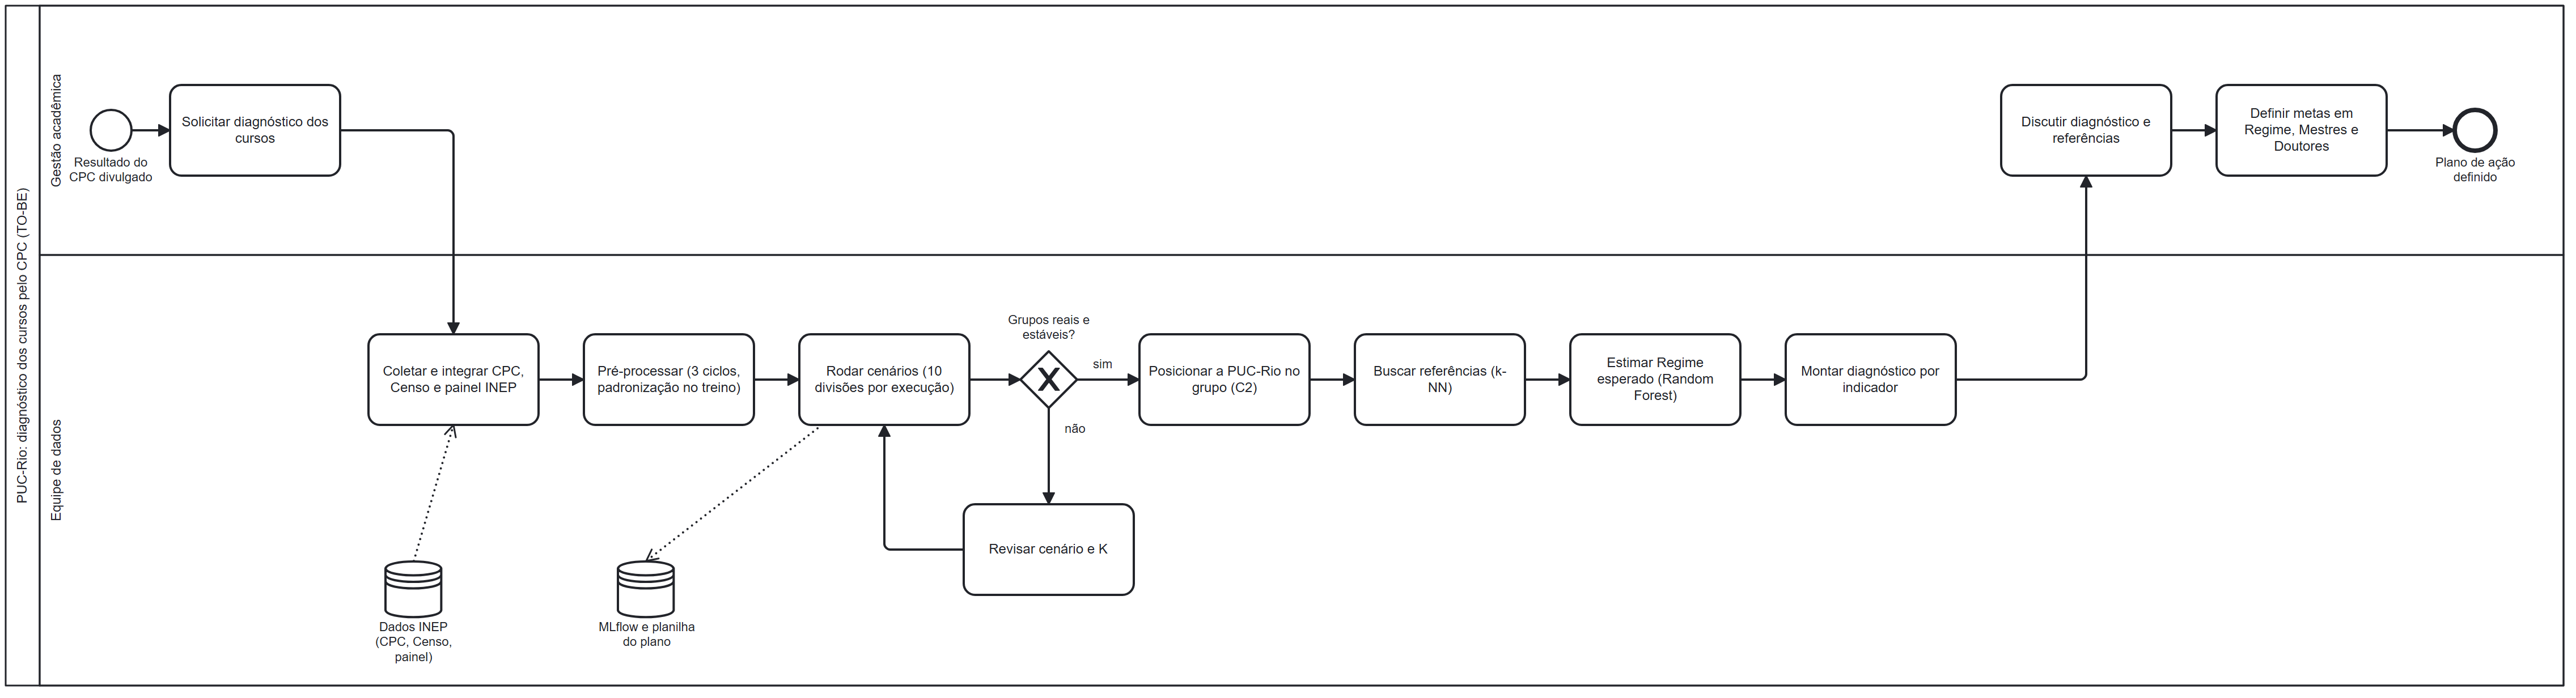 PUC-Rio: diagnóstico dos cursos pelo CPC (TO-BE)
Gestão acadêmica
Resultado do
CPC divulgado
Solicitar diagnóstico dos
cursos
Discutir diagnóstico e
referências
Definir metas em
Regime, Mestres e
Doutores
Plano de ação
definido
Equipe de dados
Coletar e integrar CPC,
Censo e painel INEP
Pré-processar (3 ciclos,
padronização no treino)
Rodar cenários (10
divisões por execução)
Grupos reais e
estáveis?
sim
não
Posicionar a PUC-Rio no
grupo (C2)
Buscar referências (k-
NN)
Estimar Regime
esperado (Random
Forest)
Montar diagnóstico por
indicador
Revisar cenário e K
Dados INEP
(CPC, Censo,
painel)
MLflow e planilha
do plano